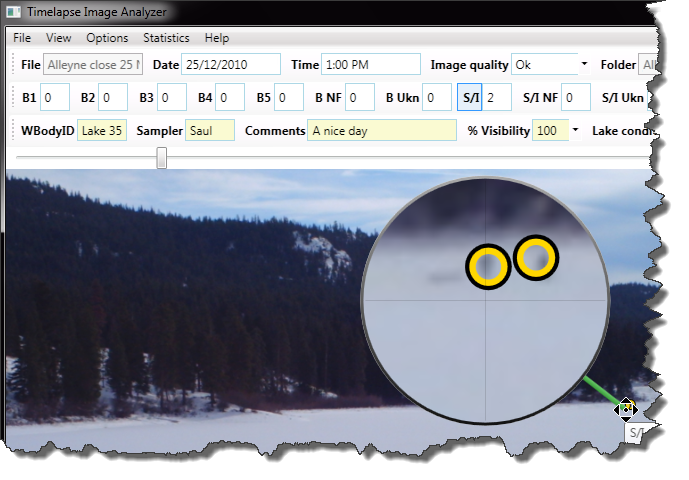 Timelapse Image Analyzer
File View Options Statistics Help
File Alleyne close 25 Date 25/12/2010 Time 1:00 PM Image quality Ok Folder
B1 0 B2 0 B3 0 B4 0 B5 0 B NF 0 B Ukn 0 S/I 2 S/I NF 0 S/I Ukn
WBodyID Lake 35 Sampler Saul Comments A nice day % Visibility 100 Lake
S/I